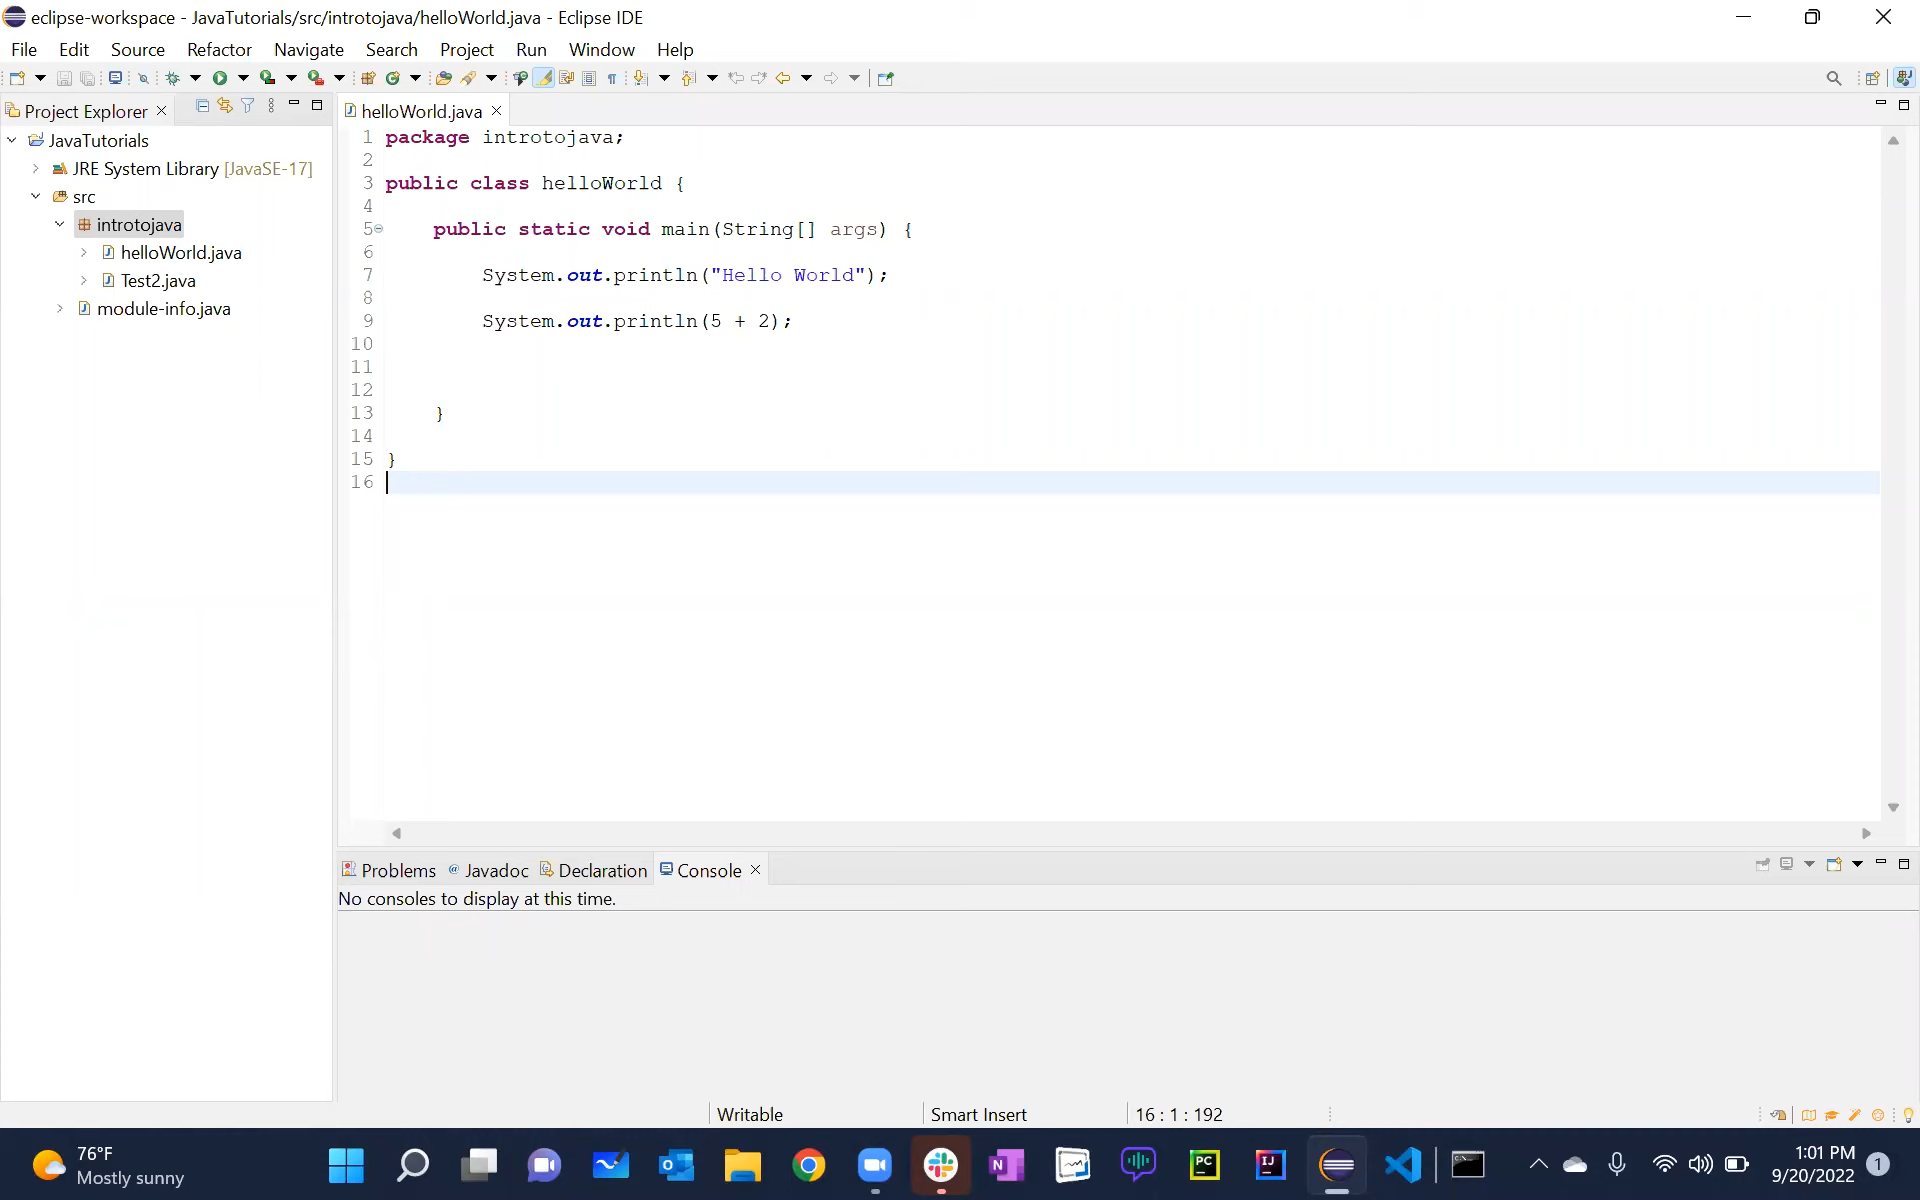 eclipse-workspace - JavaTutorials/src/introtojava/helloWorld.java - Eclipse IDE
File Edit Source Refactor Navigate Search Project Run Window Help
Project Explorer
helloWorld.java
JavaTutorials
JRE System Library [JavaSE-17]
src
introtojava
helloWorld.java
Test2.java
module-info.java
1 package introtojava;
2
3 public class helloWorld {
4
5 public static void main(String[] args) {
6
7 System.out.println("Hello World");
8
9 System.out.println(5 + 2);
10
11
12
13 }
14
15 }
16
Problems @ Javadoc Declaration Console
No consoles to display at this time.
Writable Smart Insert 16 : 1 : 192
76°F
Mostly sunny
N
PC
IJ
1:01 PM
9/20/2022
1